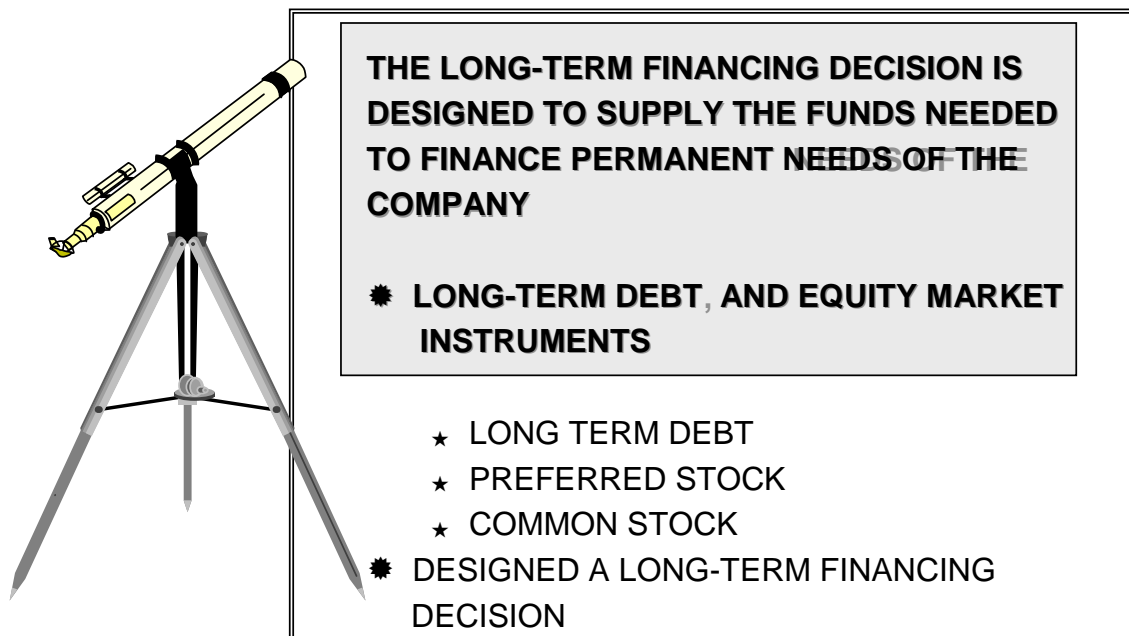 THE LONG-TERM FINANCING DECISION IS
DESIGNED TO SUPPLY THE FUNDS NEEDED
TO FINANCE PERMANENT NEEDS OF THE
COMPANY
LONG-TERM DEBT, AND EQUITY MARKET
INSTRUMENTS
★ LONG TERM DEBT
★ PREFERRED STOCK
★ COMMON STOCK
DESIGNED A LONG-TERM FINANCING
DECISION